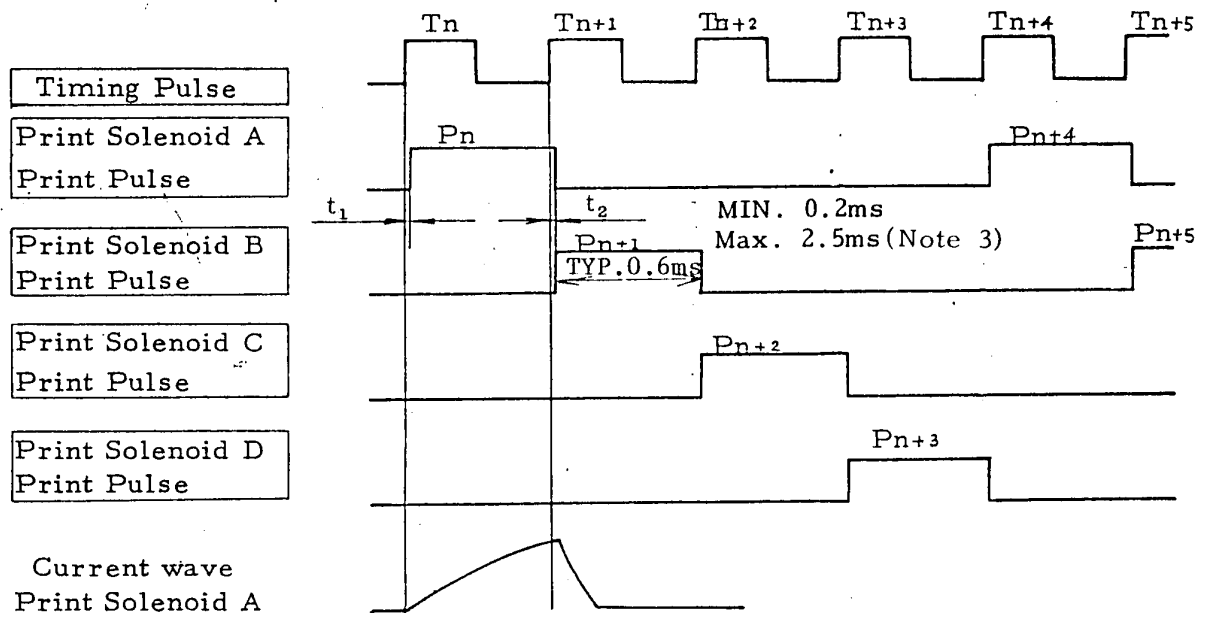 Tn Tn+1 Tn+2 Tn+3 Tn+4 Tn+5
Timing Pulse
Print Solenoid A
Print Pulse
Pn Pn+4
t₁ t₂ MIN. 0.2ms
Max. 2.5ms(Note 3)
Print Solenoid B
Print Pulse
Pn+1 Pn+5
TYP.0.6ms
Print Solenoid C
Print Pulse
Pn+2
Print Solenoid D
Print Pulse
Pn+3
Current wave
Print Solenoid A